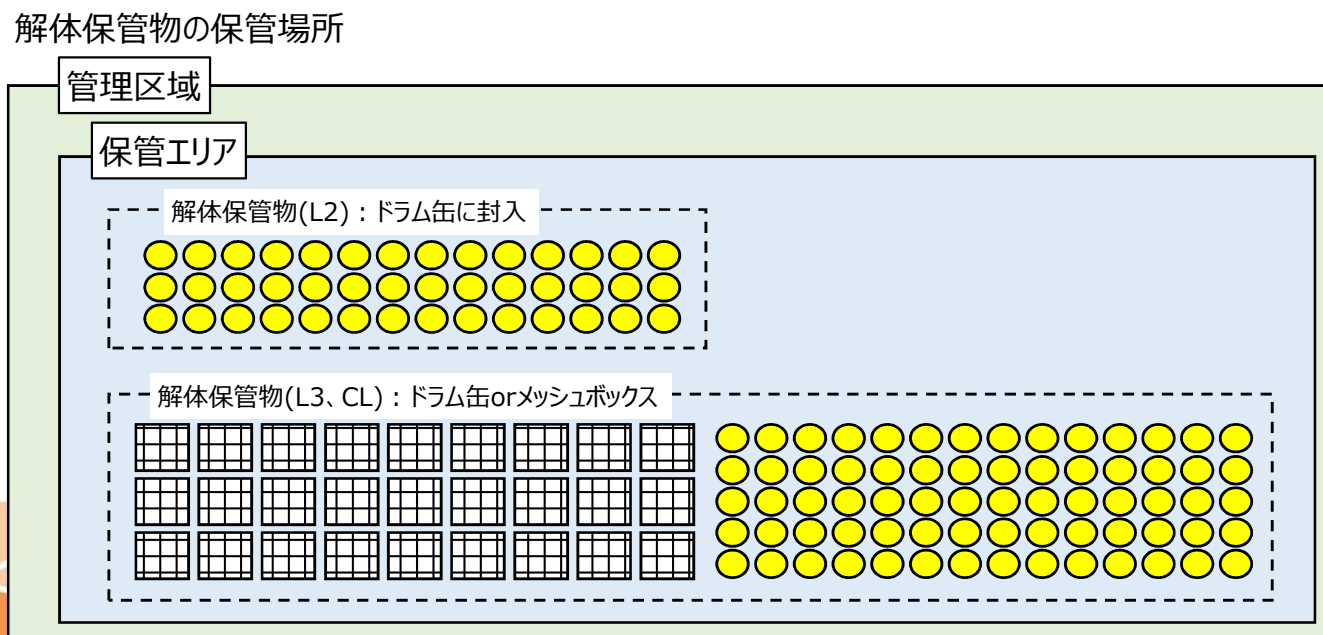 解体保管物の保管場所
管理区域
保管エリア
解体保管物(L2)：ドラム缶に封入
解体保管物(L3、CL)：ドラム缶orメッシュボックス